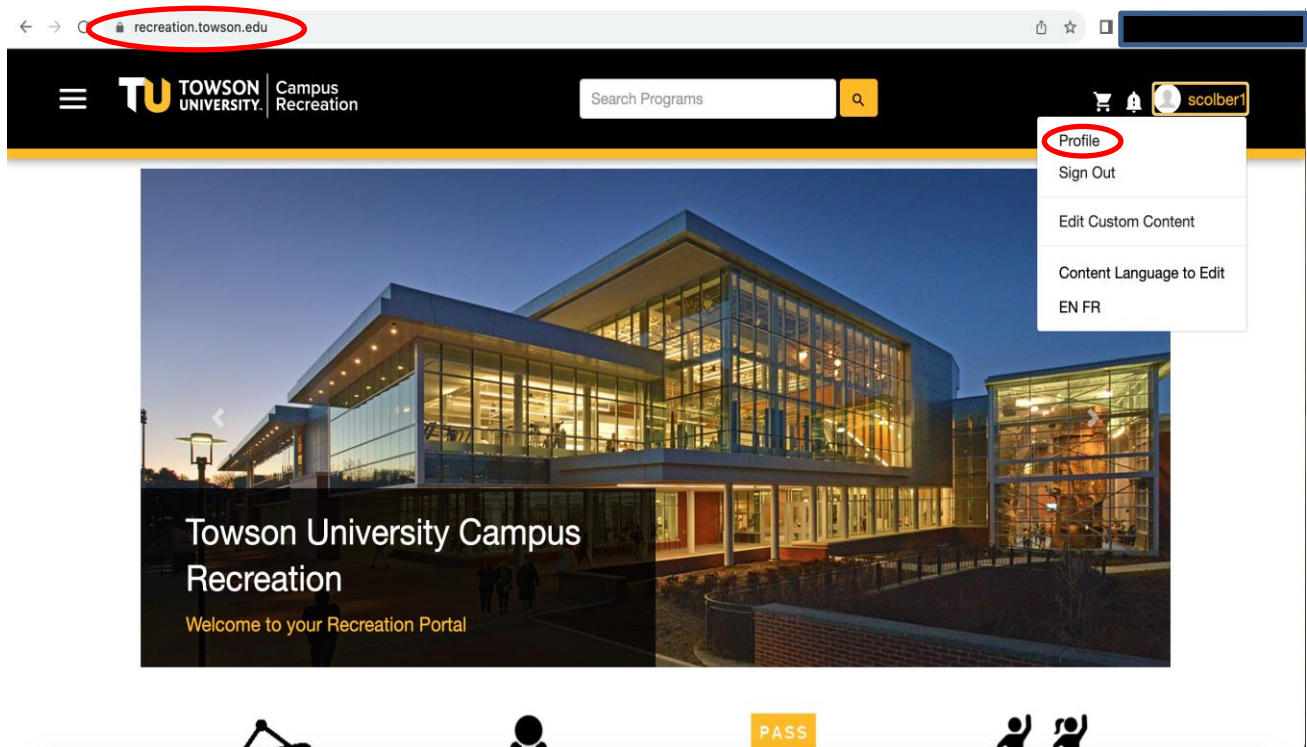 recreation.towson.edu
TU TOWSON UNIVERSITY. Campus Recreation
Search Programs
scolber1
Profile
Sign Out
Edit Custom Content
Content Language to Edit
EN FR
Towson University Campus
Recreation
Welcome to your Recreation Portal
PASS